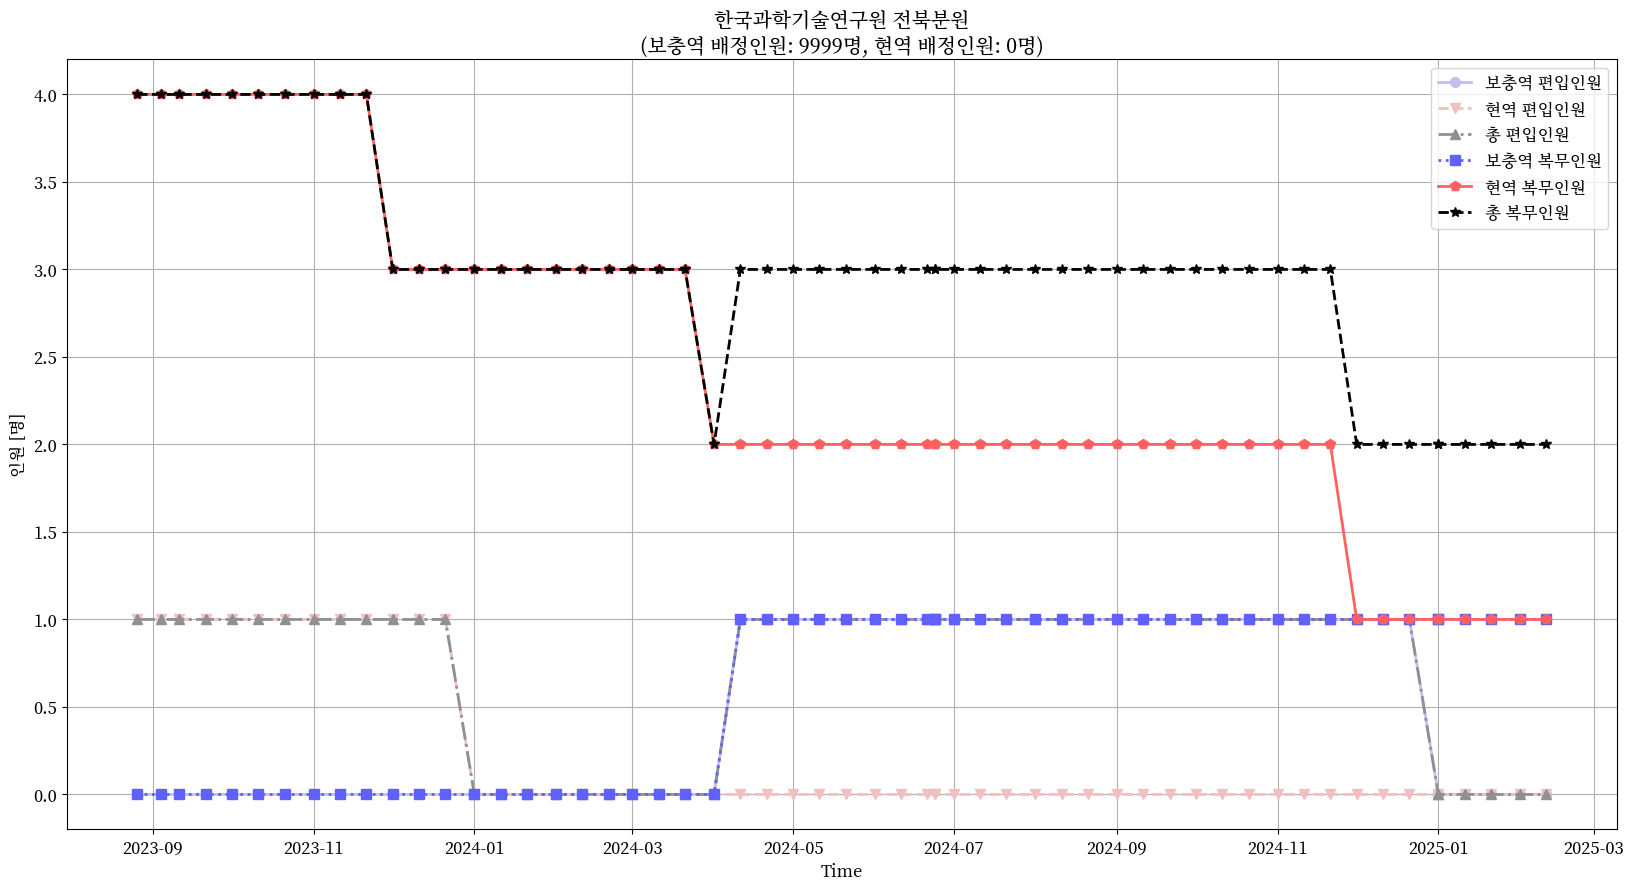 한국과학기술연구원 전북분원
(보충역 배정인원: 9999명, 현역 배정인원: 0명)
보충역 편입인원
현역 편입인원
총 편입인원
보충역 복무인원
현역 복무인원
총 복무인원
4.0
3.5
3.0
2.5
2.0
1.5
1.0
0.5
0.0
인원 [명]
2023-09 2023-11 2024-01 2024-03 2024-05 2024-07 2024-09 2024-11 2025-01 2025-03
Time